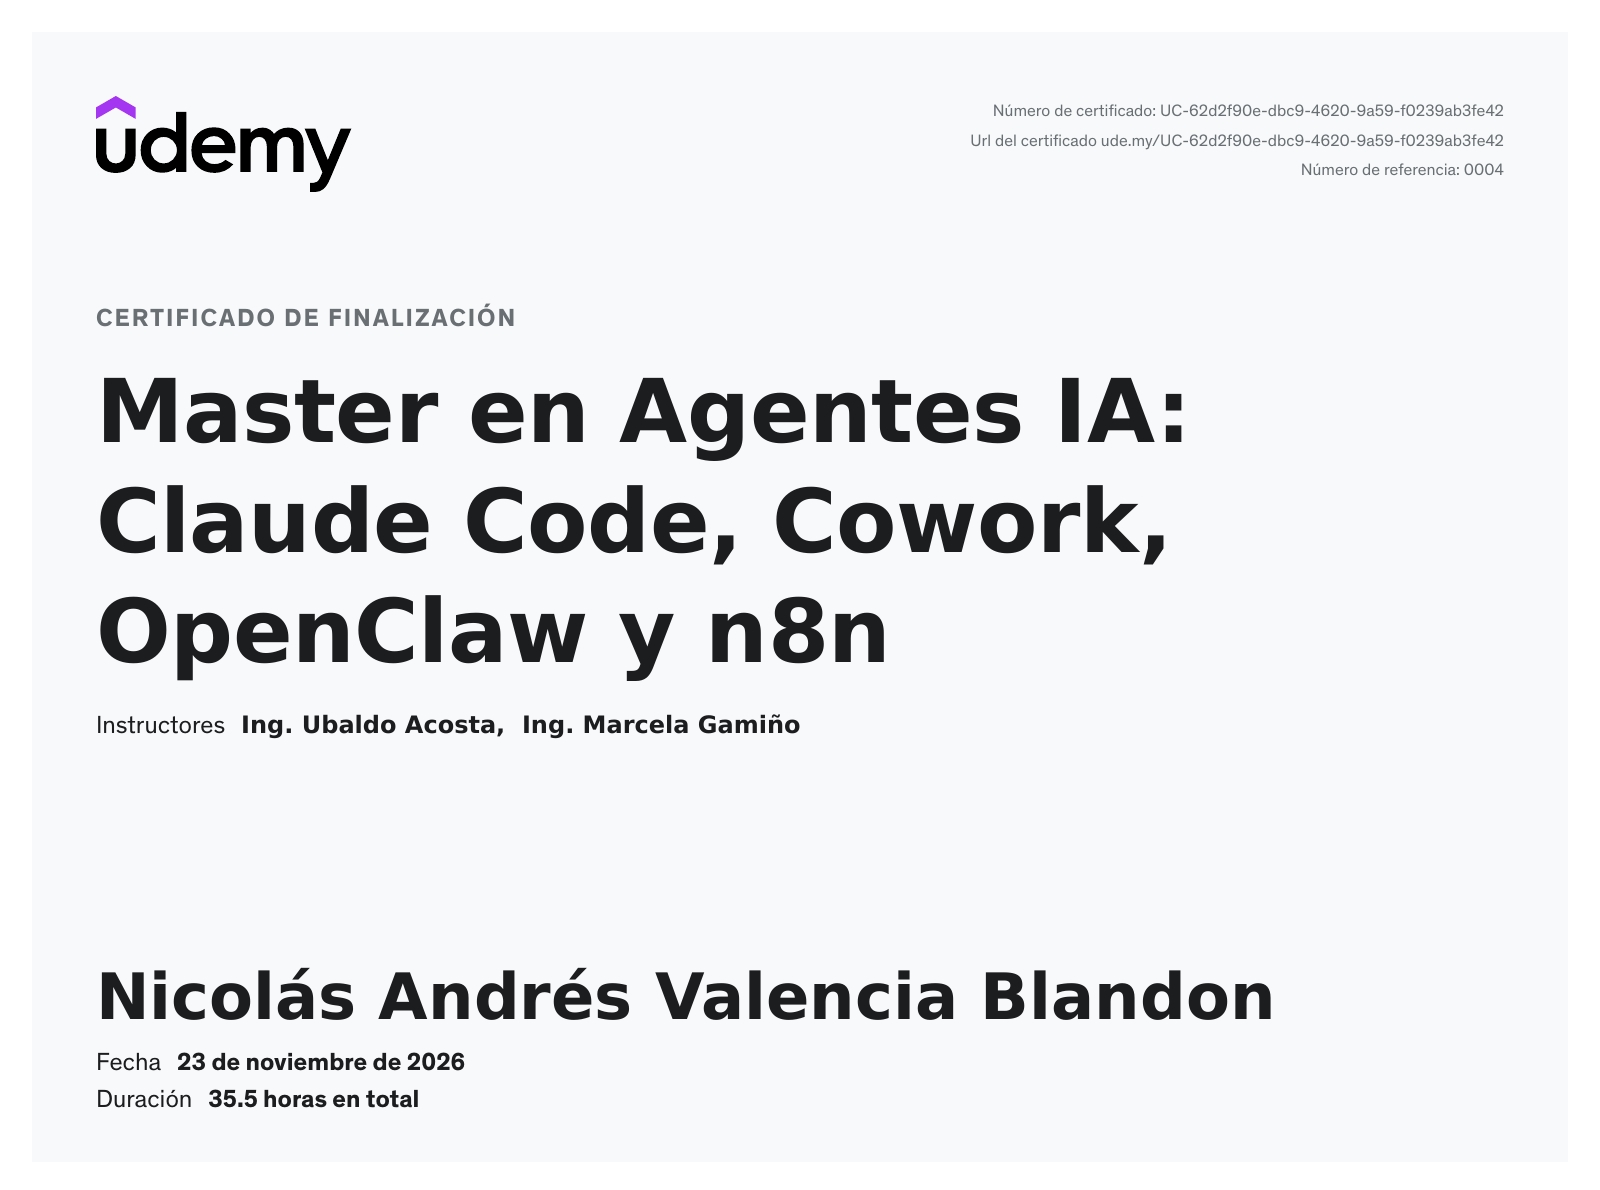 udemy
Número de certificado: UC-62d2f90e-dbc9-4620-9a59-f0239ab3fe42
Url del certificado ude.my/UC-62d2f90e-dbc9-4620-9a59-f0239ab3fe42
Número de referencia: 0004
CERTIFICADO DE FINALIZACIÓN
Master en Agentes IA:
Claude Code, Cowork,
OpenClaw y n8n
Instructores Ing. Ubaldo Acosta, Ing. Marcela Gamiño
Nicolás Andrés Valencia Blandon
Fecha 23 de noviembre de 2026
Duración 35.5 horas en total